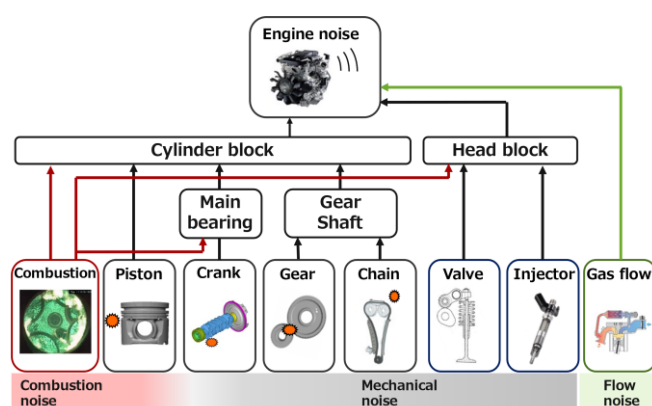 Engine noise
Cylinder block
Head block
Main
bearing
Gear
Shaft
Combustion
Piston
Crank
Gear
Chain
Valve
Injector
Gas flow
Combustion
noise
Mechanical
noise
Flow
noise